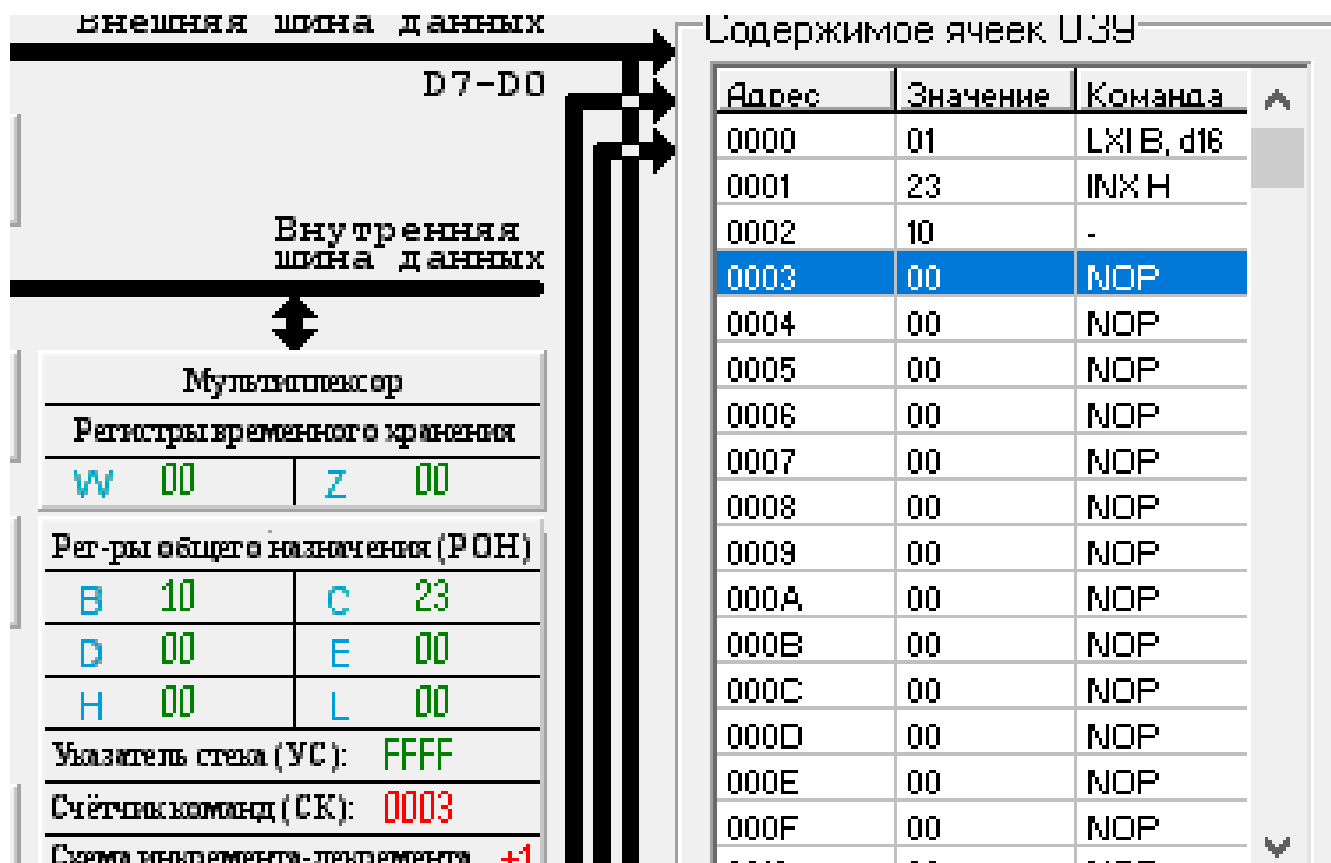 Внешняя шина данных
D7-D0
Внутренняя
шина данных
Мультиплексор
Регистры временного хранения
W 00 Z 00
Рег-ры общего назначения (РОН)
B 10 C 23
D 00 E 00
H 00 L 00
Указатель стека (УС): FFFF
Счётчик команд (СК): 0003
Схема инкремента-декремента +1
Содержимое ячеек ОЗУ
Адрес Значение Команда
0000 01 LXI B, d16
0001 23 INX H
0002 10 -
0003 00 NOP
0004 00 NOP
0005 00 NOP
0006 00 NOP
0007 00 NOP
0008 00 NOP
0009 00 NOP
000A 00 NOP
000B 00 NOP
000C 00 NOP
000D 00 NOP
000E 00 NOP
000F 00 NOP